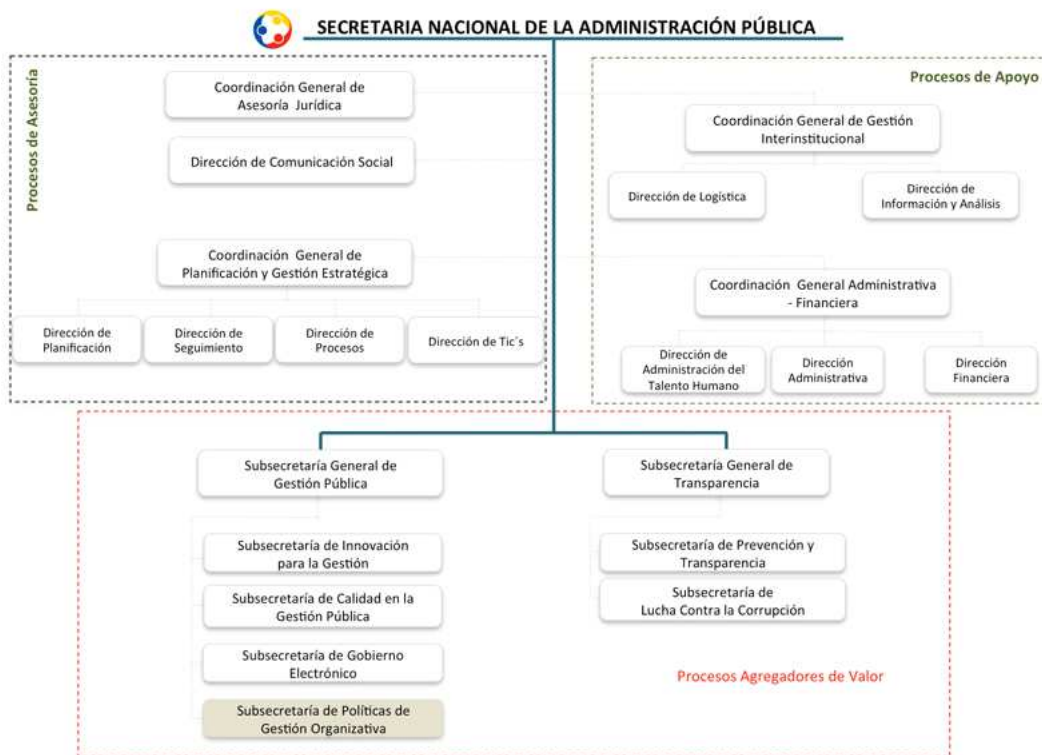 SECRETARIA NACIONAL DE LA ADMINISTRACIÓN PÚBLICA
Procesos de Asesoría
Coordinación General de
Asesoría Jurídica
Dirección de Comunicación Social
Coordinación General de
Planificación y Gestión Estratégica
Dirección de
Planificación
Dirección de
Seguimiento
Dirección de
Procesos
Dirección de Tic´s
Procesos de Apoyo
Coordinación General de Gestión
Interinstitucional
Dirección de Logística
Dirección de
Información y Análisis
Coordinación General Administrativa
- Financiera
Dirección de
Administración del
Talento Humano
Dirección
Administrativa
Dirección
Financiera
Subsecretaría General de
Gestión Pública
Subsecretaría de Innovación
para la Gestión
Subsecretaría de Calidad en la
Gestión Pública
Subsecretaría de Gobierno
Electrónico
Subsecretaría de Políticas de
Gestión Organizativa
Subsecretaría General de
Transparencia
Subsecretaría de Prevención y
Transparencia
Subsecretaría de
Lucha Contra la Corrupción
Procesos Agregadores de Valor